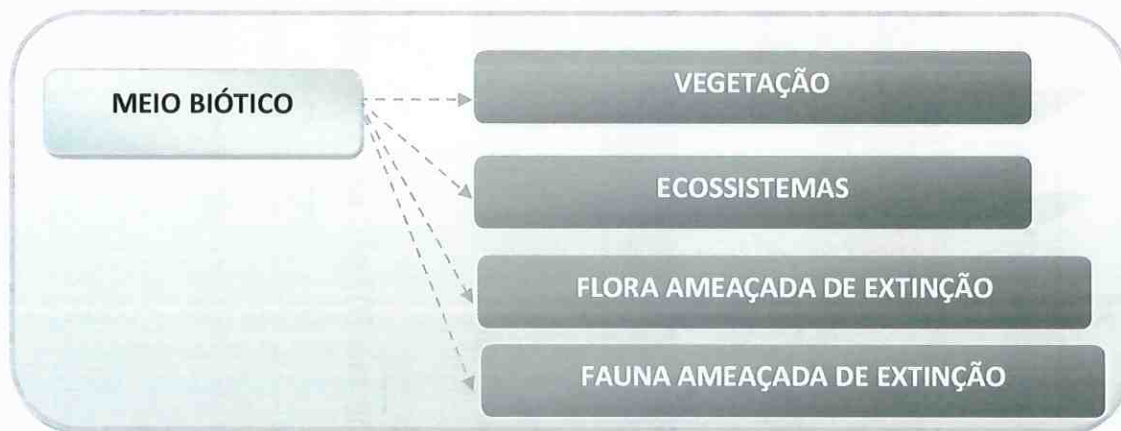 MEIO BIÓTICO
VEGETAÇÃO
ECOSSISTEMAS
FLORA AMEAÇADA DE EXTINÇÃO
FAUNA AMEAÇADA DE EXTINÇÃO